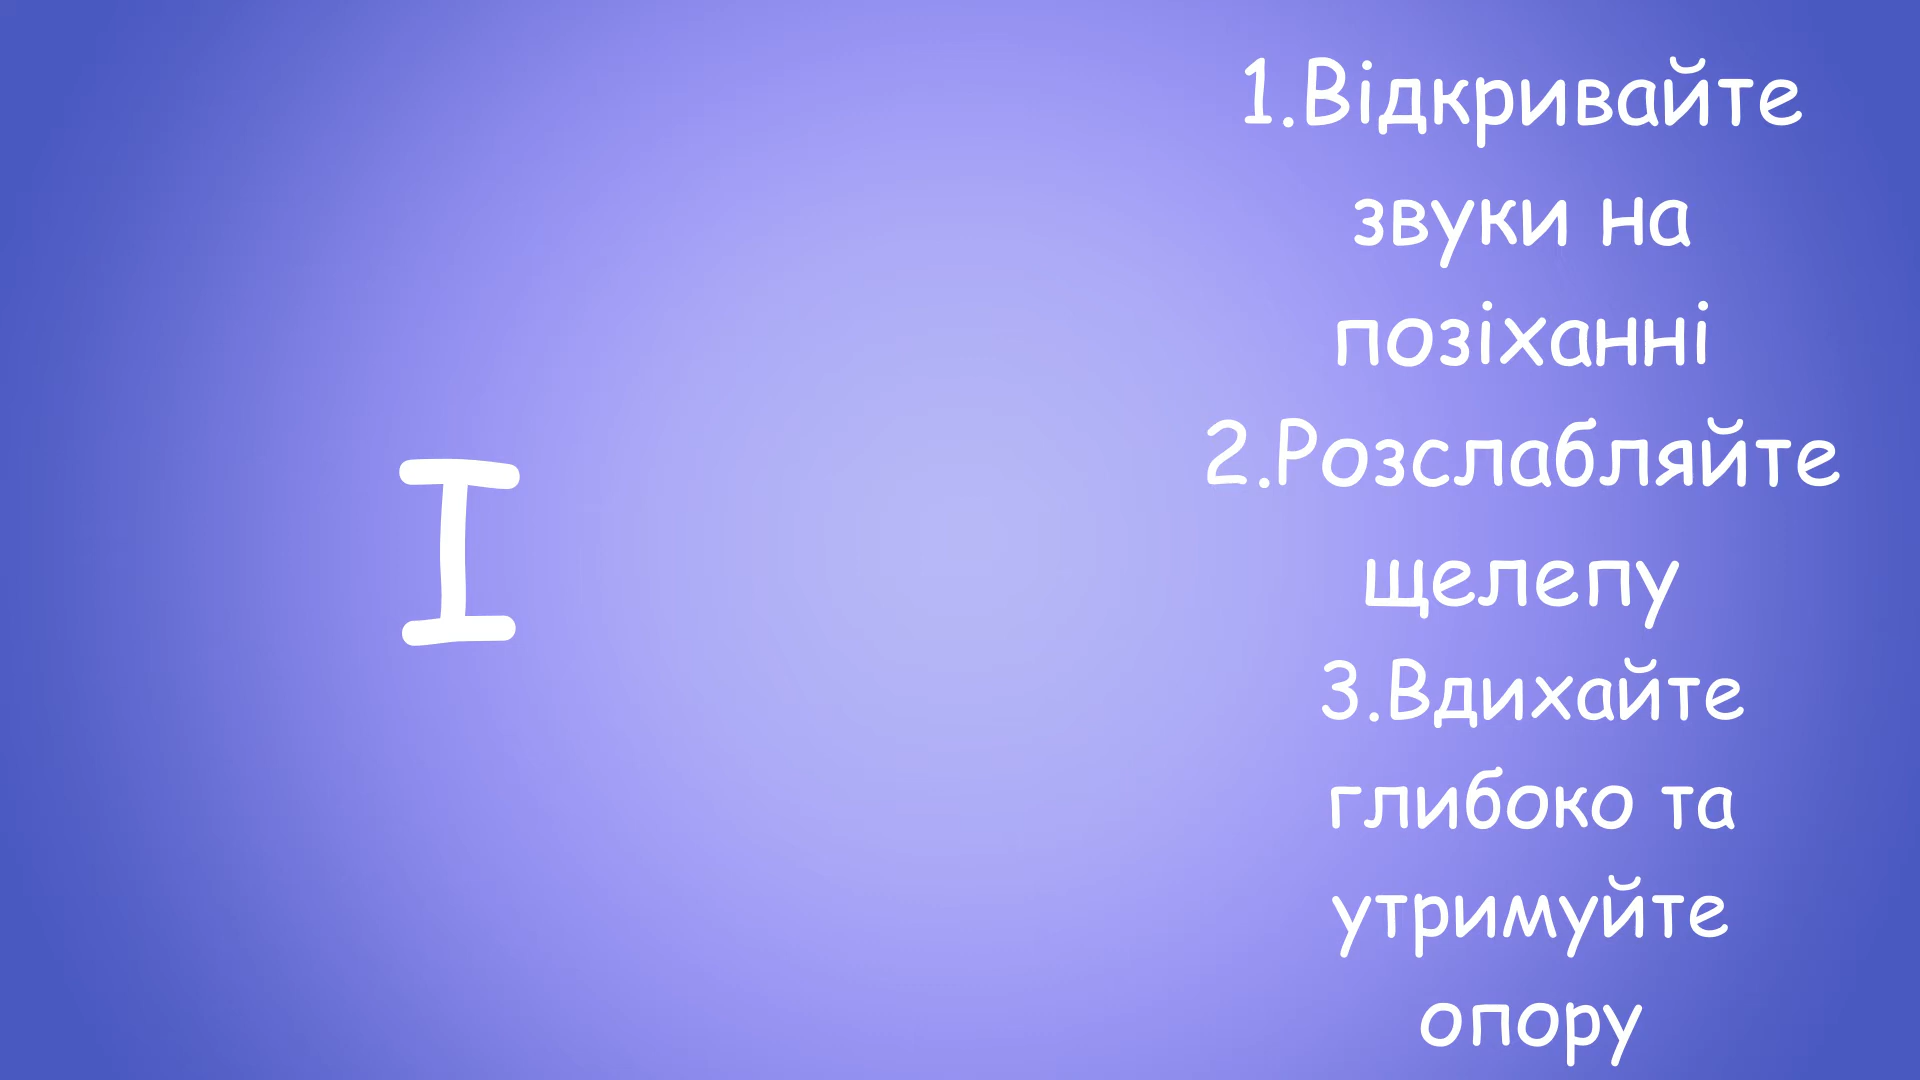 І
1.Відкривайте
звуки на
позіханні
2.Розслабляйте
щелепу
3.Вдихайте
глибоко та
утримуйте
опору